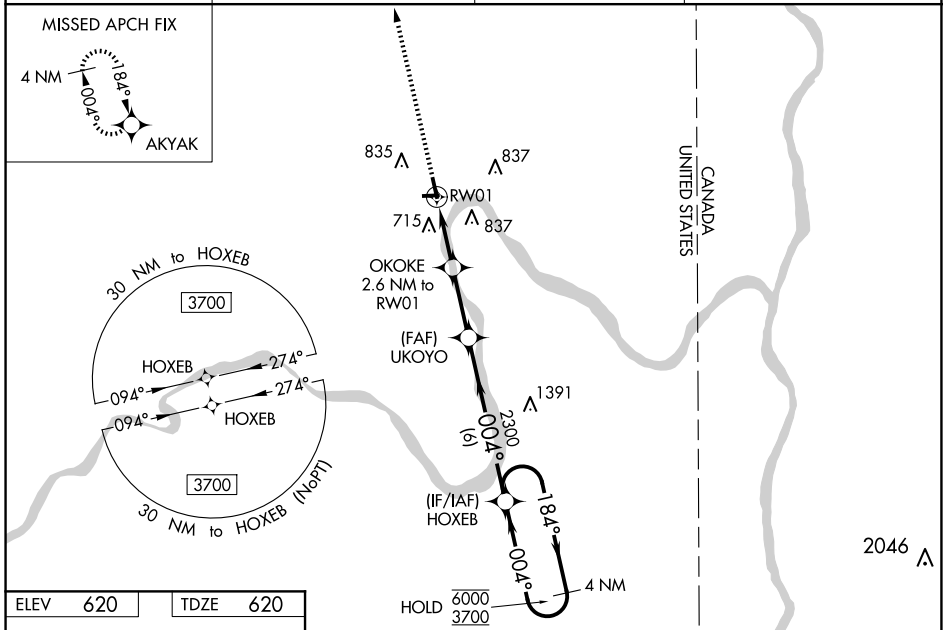 MISSED APCH FIX
4 NM
184°
004°
AKYAK
835
837
RW01
715
837
CANADA
UNITED STATES
OKOKE
2.6 NM to
RW01
(FAF)
UKOYO
30 NM to HOXEB
3700
HOXEB
274°
094°
274°
094°
HOXEB
3700
30 NM to HOXEB (NoPT)
1391
2300
004°
(6)
(IF/IAF)
HOXEB
184°
004°
4 NM
HOLD
6000
3700
2046
ELEV 620
TDZE 620